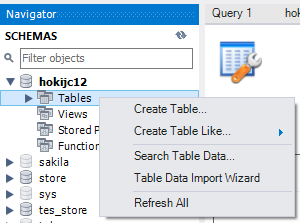 Navigator
Query 1
hok
SCHEMAS
Filter objects
hokijc12
Tables
Views
Stored P
Function
sakila
store
sys
tes_store
Create Table...
Create Table Like...
Search Table Data...
Table Data Import Wizard
Refresh All